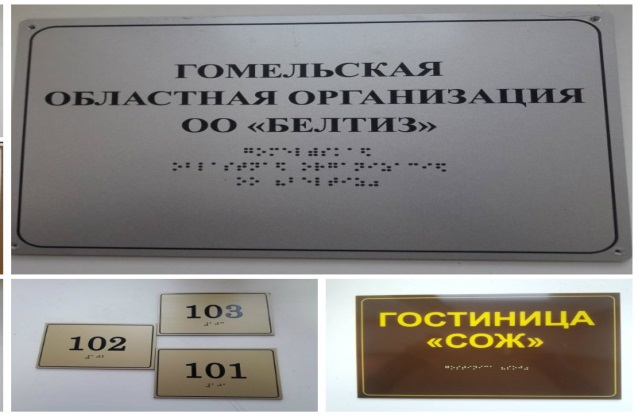 ГОМЕЛЬСКАЯ
ОБЛАСТНАЯ ОРГАНИЗАЦИЯ
ОО «БЕЛТИЗ»
103
102
101
ГОСТИНИЦА
«СОЖ»